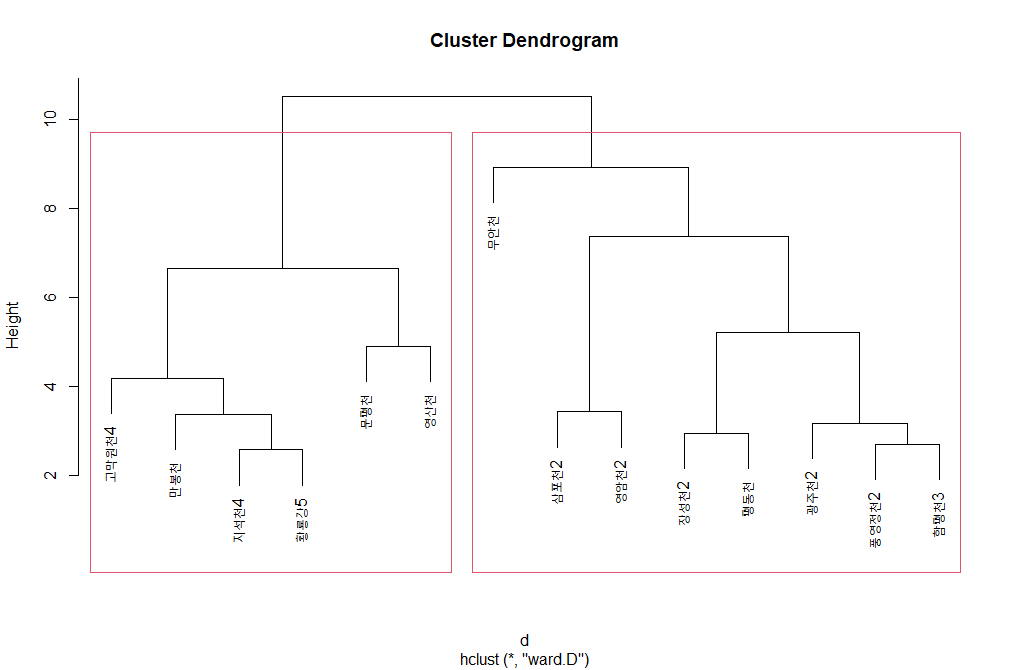 Cluster Dendrogram
Height
10
8
6
4
2
고막원천4
만봉천
지석천4
황룡강5
문평천
영산천
무안천
삼포천2
영암천2
장성천2
평동천
광주천2
풍영정천2
함평천3
d
hclust (*, "ward.D")